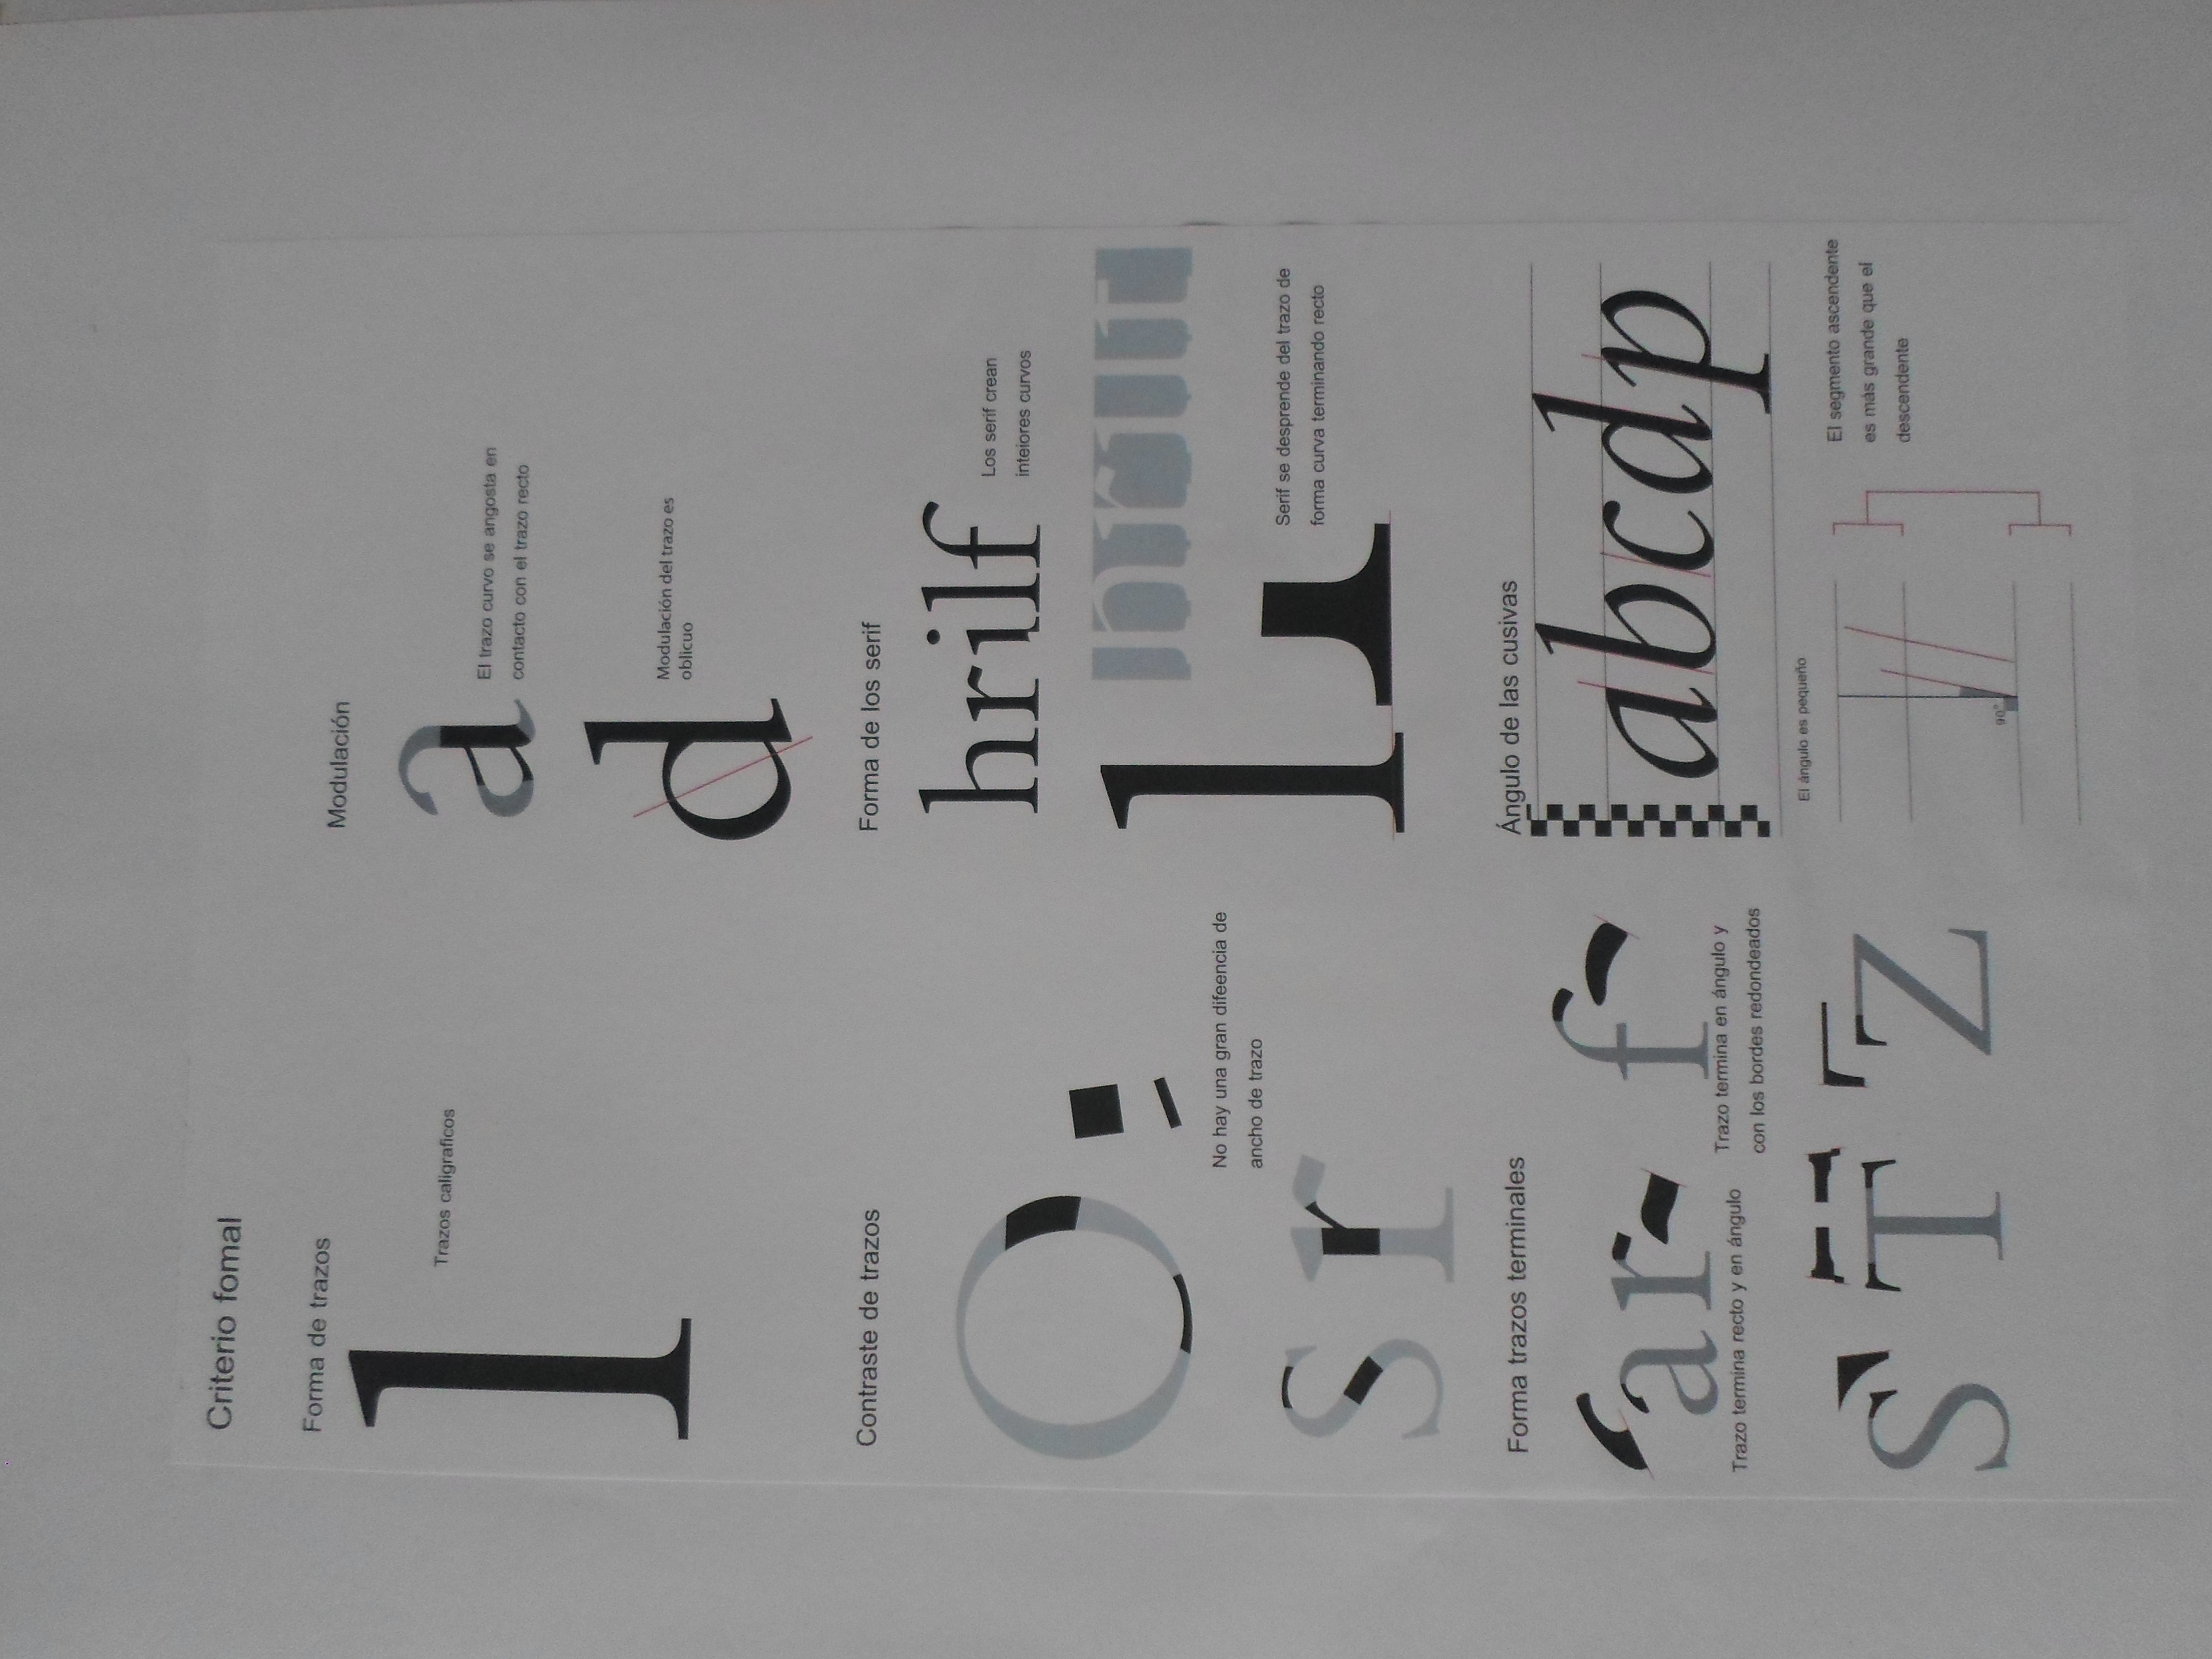 Criterio fomal
Forma de trazos
l
Trazos caligraficos
Modulación
a
El trazo curvo se angosta en
contacto con el trazo recto
d
Modulación del trazo es
oblicuo
Contraste de trazos
O
No hay una gran difeencia de
ancho de trazo
s r
Forma de los serif
hrilf
Los serif crean
inteiores curvos
l
Serif se desprende del trazo de
forma curva terminando recto
Forma trazos terminales
a r f
Trazo termina recto y en ángulo
Trazo termina en ángulo y
con los bordes redondeados
S T Z
Ángulo de las cusivas
abcdp
El ángulo es pequeño
90°
El segmento ascendente
es más grande que el
descendente